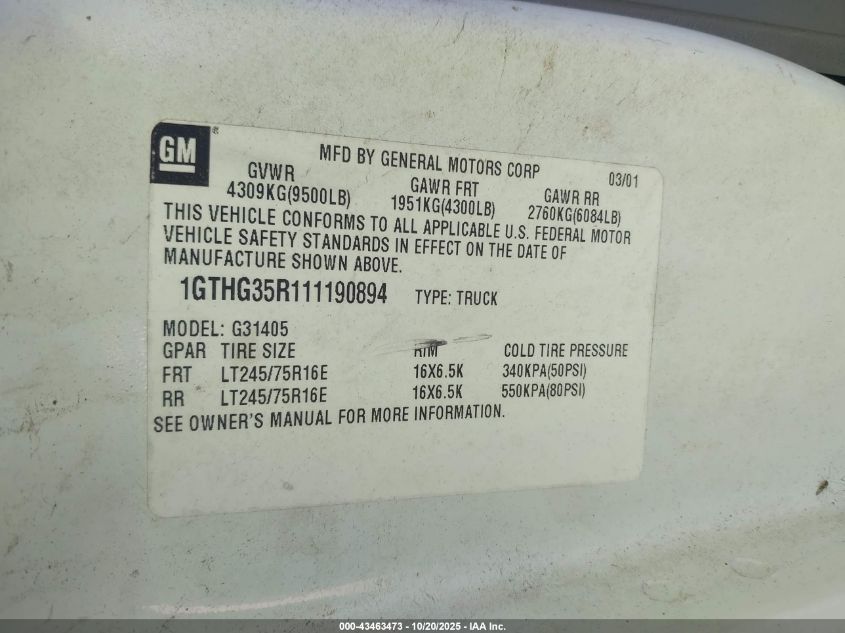 GM®
MFD BY GENERAL MOTORS CORP 03/01
GVWR GAWR FRT GAWR RR
4309KG(9500LB) 1951KG(4300LB) 2760KG(6084LB)
THIS VEHICLE CONFORMS TO ALL APPLICABLE U.S. FEDERAL MOTOR
VEHICLE SAFETY STANDARDS IN EFFECT ON THE DATE OF
MANUFACTURE SHOWN ABOVE.
1GTHG35R111190894 TYPE: TRUCK
MODEL: G31405
GPAR TIRE SIZE RIM COLD TIRE PRESSURE
FRT LT245/75R16E 16X6.5K 340KPA(50PSI)
RR LT245/75R16E 16X6.5K 550KPA(80PSI)
SEE OWNER'S MANUAL FOR MORE INFORMATION.
000-43463473 - 10/20/2025 - IAA Inc.